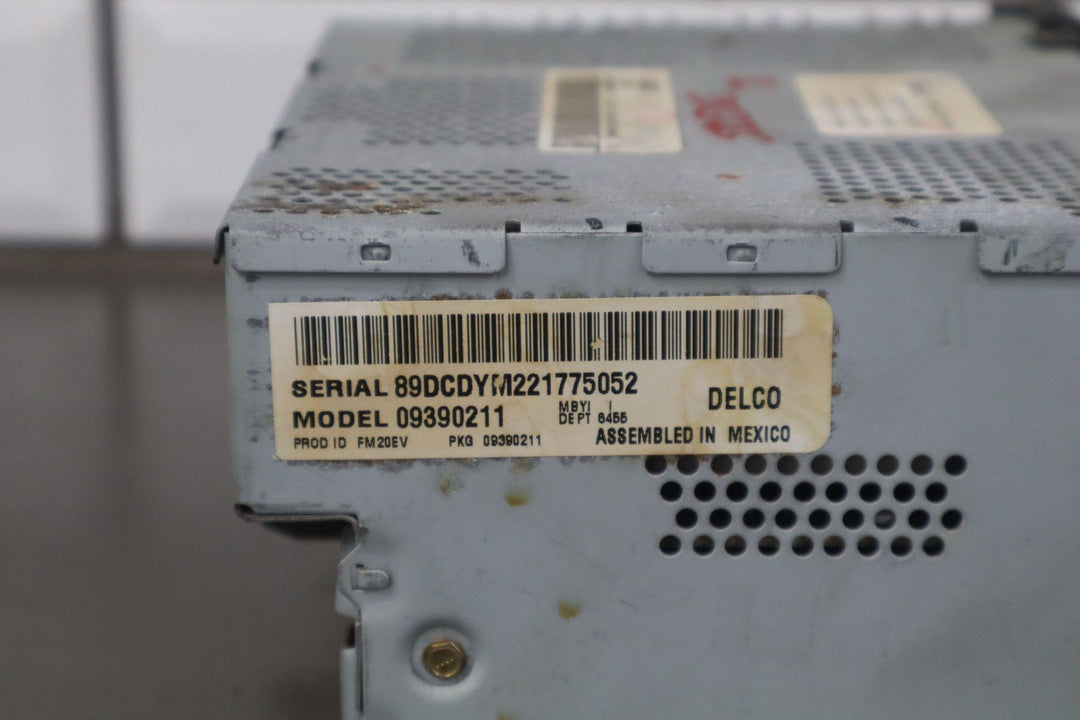 SERIAL 89DCDYM221775052
MODEL 09390211
MBYI I
DEPT 6455
DELCO
PROD ID FM20EV PKG 09390211
ASSEMBLED IN MEXICO